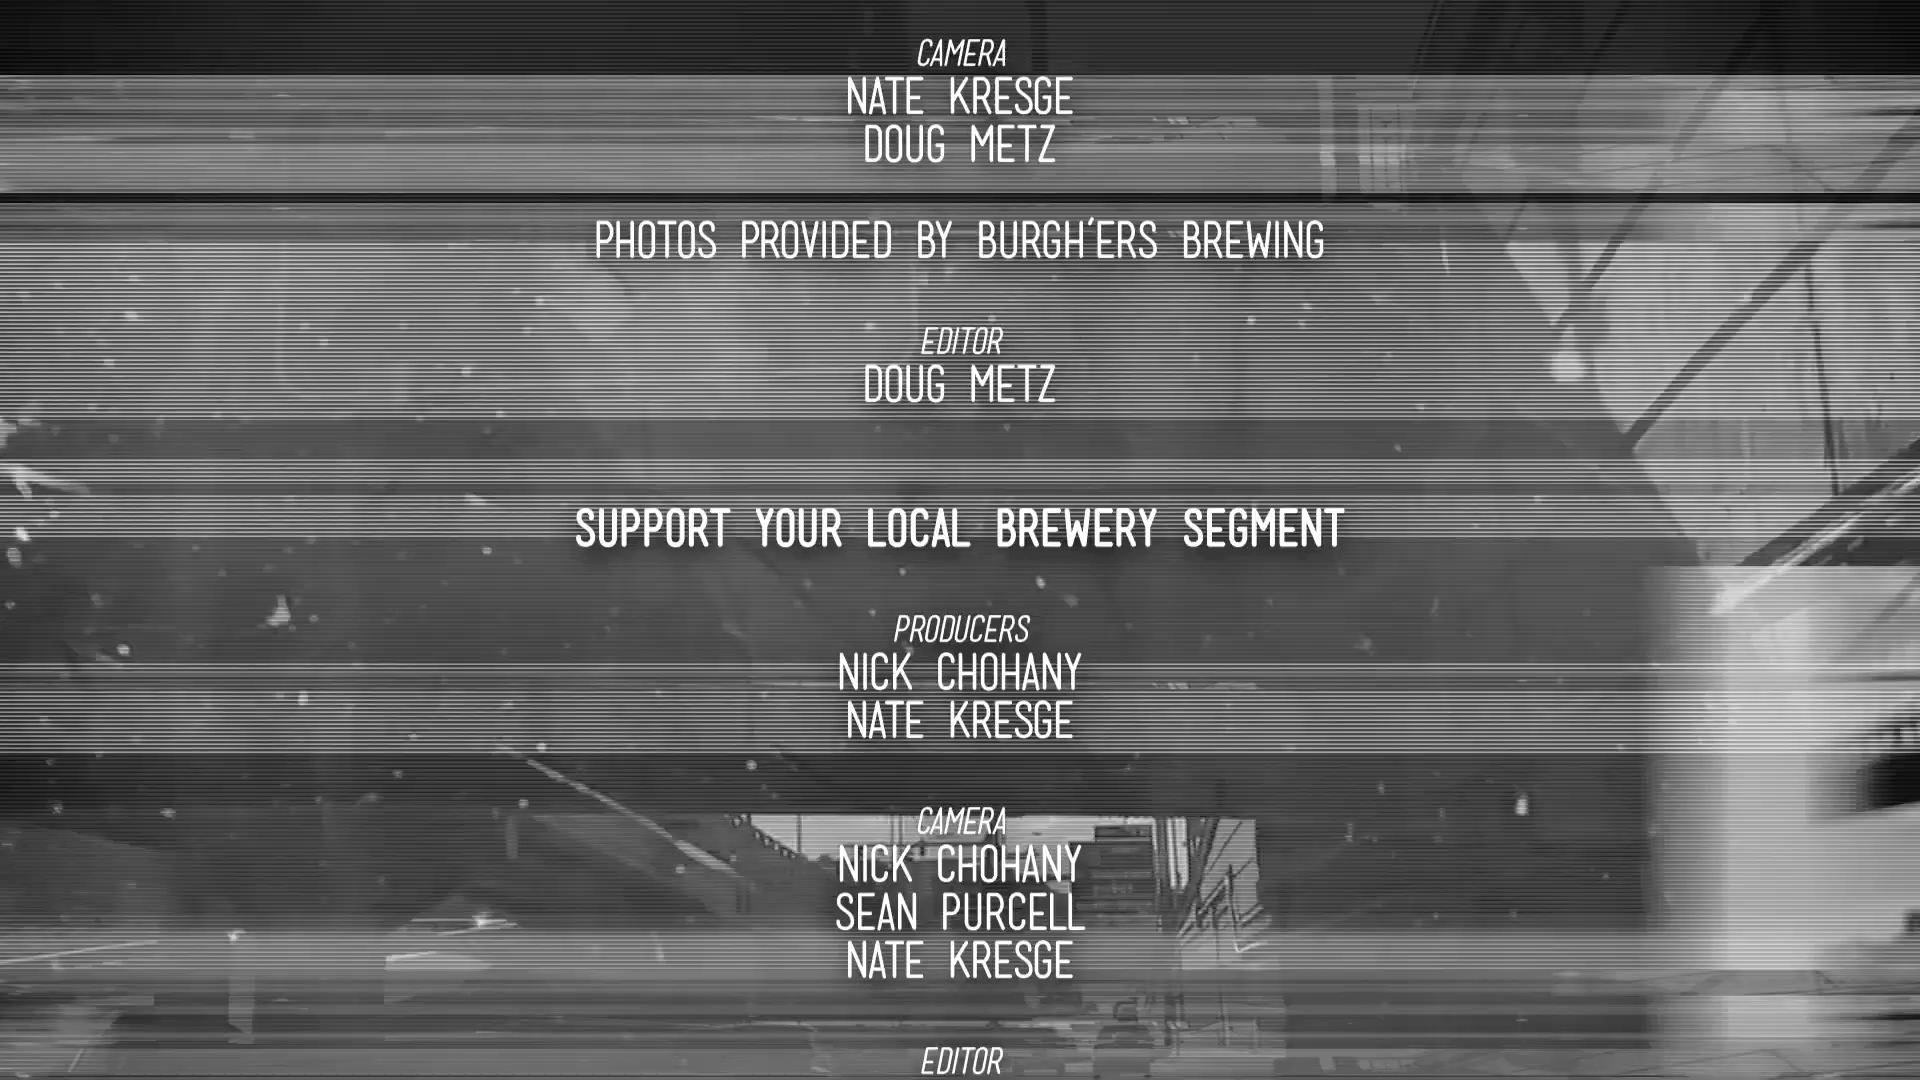 CAMERA
NATE KRESGE
DOUG METZ
PHOTOS PROVIDED BY BURGH'ERS BREWING
EDITOR
DOUG METZ
SUPPORT YOUR LOCAL BREWERY SEGMENT
PRODUCERS
NICK CHOHANY
NATE KRESGE
CAMERA
NICK CHOHANY
SEAN PURCELL
NATE KRESGE
EDITOR